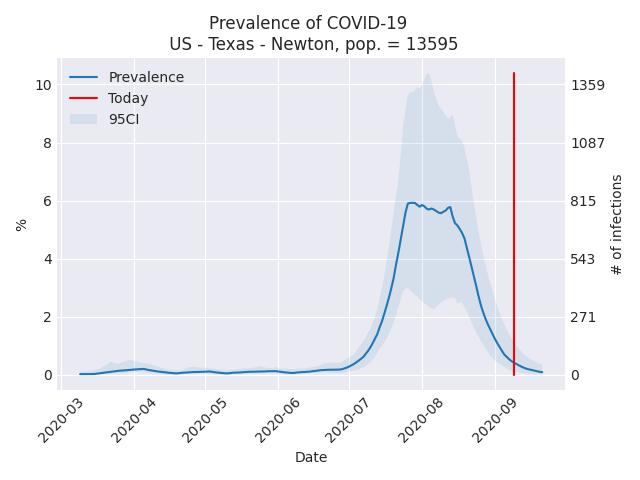 Prevalence of COVID-19
US - Texas - Newton, pop. = 13595
Prevalence
Today
95CI
10
8
6
4
2
0
%
1359
1087
815
543
271
0
# of infections
2020-03
2020-04
2020-05
2020-06
2020-07
2020-08
2020-09
Date